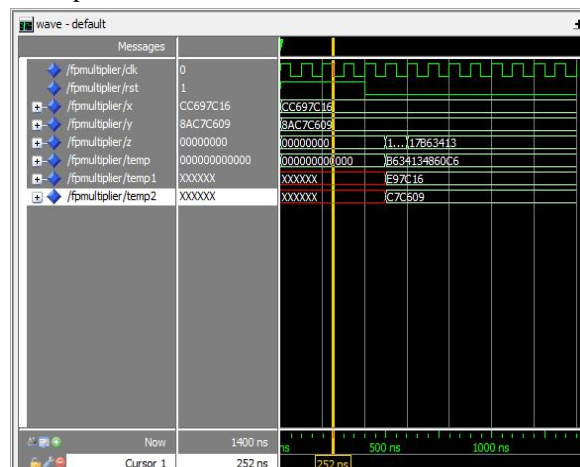 wave - default
Messages
/fpmultiplier/clk 0
/fpmultiplier/rst 1
/fpmultiplier/x CC697C16 CC697C16
/fpmultiplier/y 8AC7C609 8AC7C609
/fpmultiplier/z 00000000 00000000 1... 17B63413
/fpmultiplier/temp 000000000000 000000000000 B634134860C6
/fpmultiplier/temp1 XXXXXX XXXXXX E97C16
/fpmultiplier/temp2 XXXXXX XXXXXX C7C609
Now 1400 ns ns 500 ns 1000 ns
Cursor 1 252 ns 252 ns